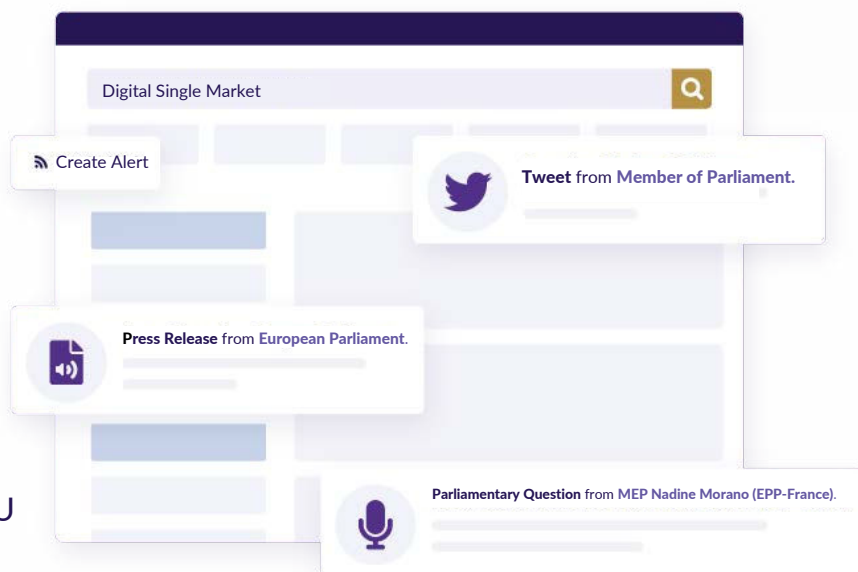 Digital Single Market
Create Alert
Tweet from Member of Parliament.
Press Release from European Parliament.
Parliamentary Question from MEP Nadine Morano (EPP-France).
U